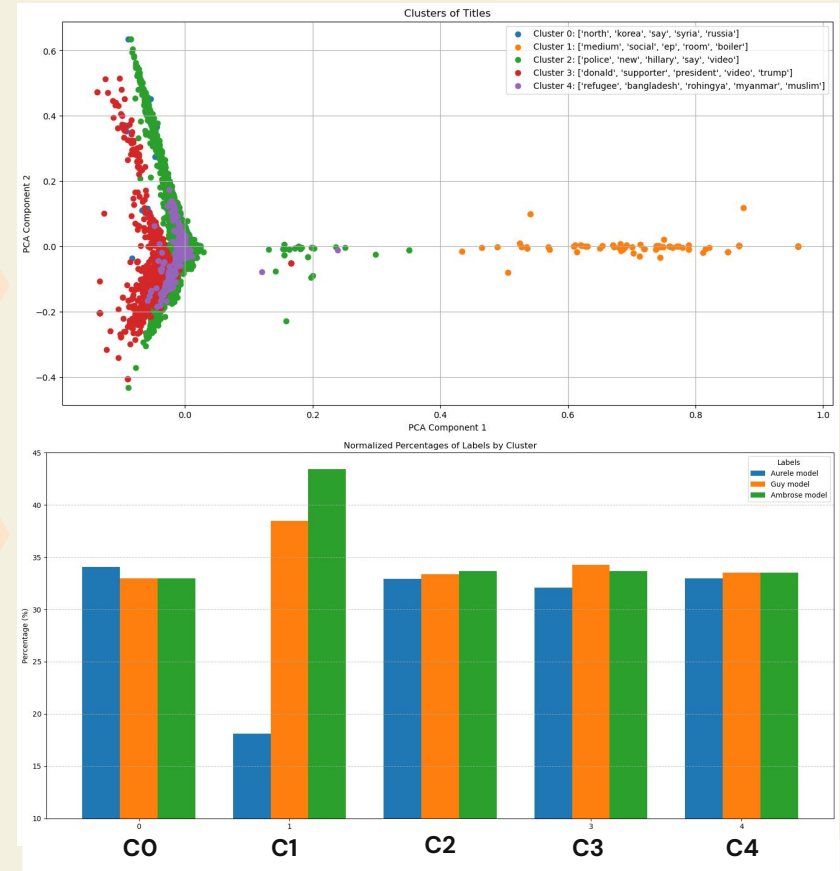 Clusters of Titles
Cluster 0: ['north', 'korea', 'say', 'syria', 'russia']
Cluster 1: ['medium', 'social', 'ep', 'room', 'boiler']
Cluster 2: ['police', 'new', 'hillary', 'say', 'video']
Cluster 3: ['donald', 'supporter', 'president', 'video', 'trump']
Cluster 4: ['refugee', 'bangladesh', 'rohingya', 'myanmar', 'muslim']
PCA Component 2
0.6
0.4
0.2
0.0
−0.2
−0.4
0.0 0.2 0.4 0.6 0.8 1.0
PCA Component 1
Normalized Percentages of Labels by Cluster
Labels
Aurele model
Guy model
Ambrose model
Percentage (%)
45
40
35
30
25
20
15
10
0 1 3 4
C0 C1 C2 C3 C4